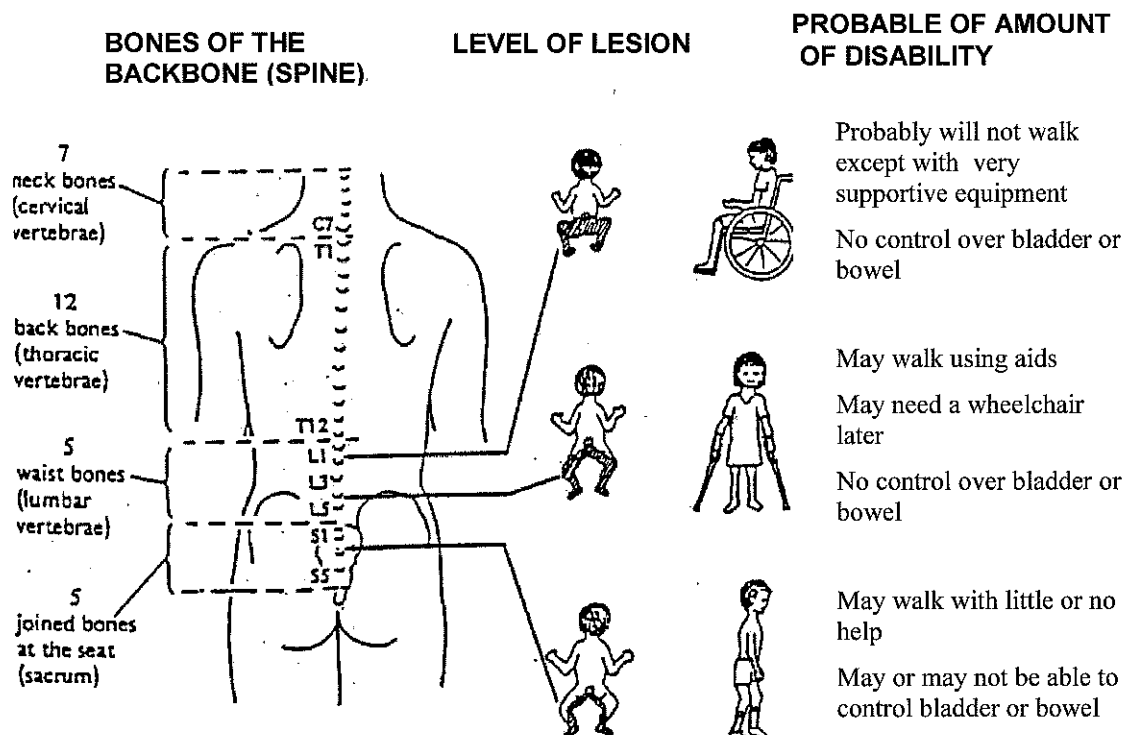 BONES OF THE
BACKBONE (SPINE)
LEVEL OF LESION
PROBABLE OF AMOUNT
OF DISABILITY
7
neck bones
(cervical
vertebrae)
12
back bones
(thoracic
vertebrae)
5
waist bones
(lumbar
vertebrae)
5
joined bones
at the seat
(sacrum)
C7
T1
T12
L1
L3
L5
S1
S5
Probably will not walk
except with very
supportive equipment
No control over bladder or
bowel
May walk using aids
May need a wheelchair
later
No control over bladder or
bowel
May walk with little or no
help
May or may not be able to
control bladder or bowel